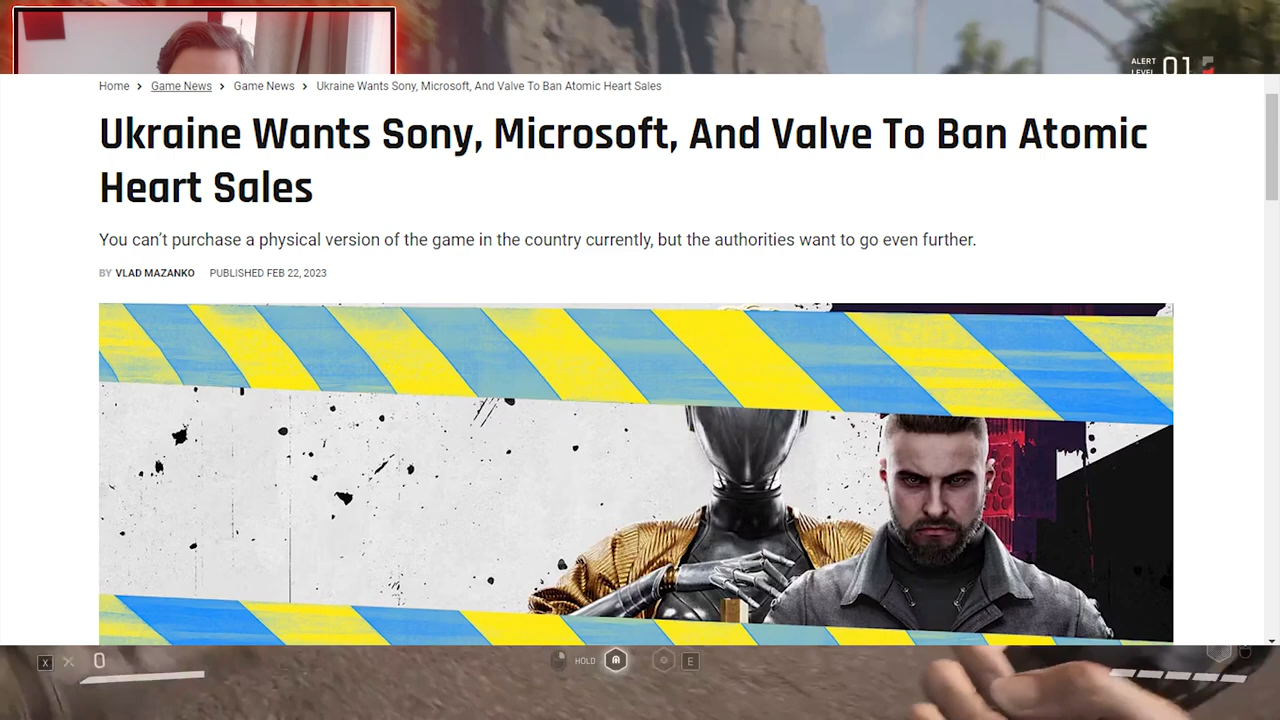 ALERT
LEVEL 01
Home > Game News > Game News > Ukraine Wants Sony, Microsoft, And Valve To Ban Atomic Heart Sales
Ukraine Wants Sony, Microsoft, And Valve To Ban Atomic
Heart Sales
You can’t purchase a physical version of the game in the country currently, but the authorities want to go even further.
BY VLAD MAZANKO PUBLISHED FEB 22, 2023
X 0 HOLD E